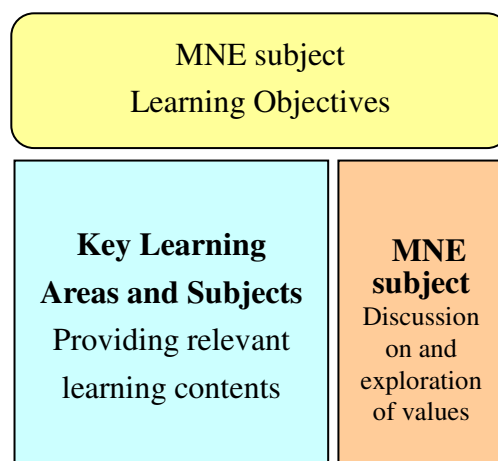 MNE subject
Learning Objectives
Key Learning
Areas and Subjects
Providing relevant
learning contents
MNE
subject
Discussion
on and
exploration
of values